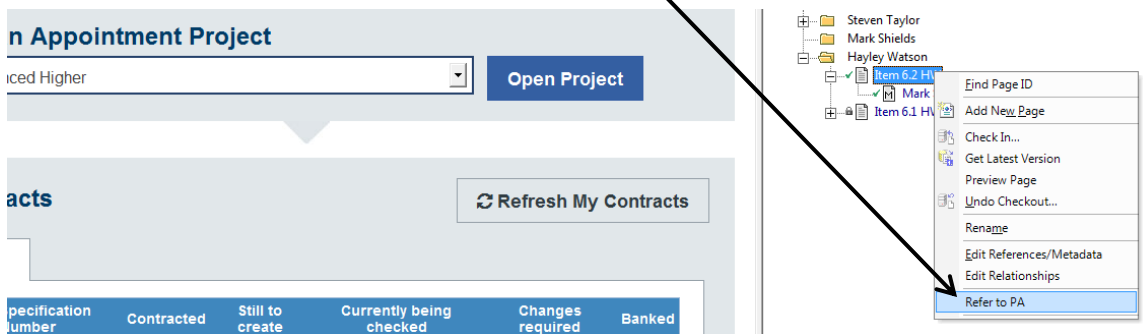 n Appointment Project
ced Higher
Open Project
acts
Refresh My Contracts
pecification
umber
Contracted
Still to
create
Currently being
checked
Changes
required
Banked
Steven Taylor
Mark Shields
Hayley Watson
Item 6.2 HW
Mark
Item 6.1 HW
Find Page ID
Add New Page
Check In...
Get Latest Version
Preview Page
Undo Checkout...
Rename
Edit References/Metadata
Edit Relationships
Refer to PA